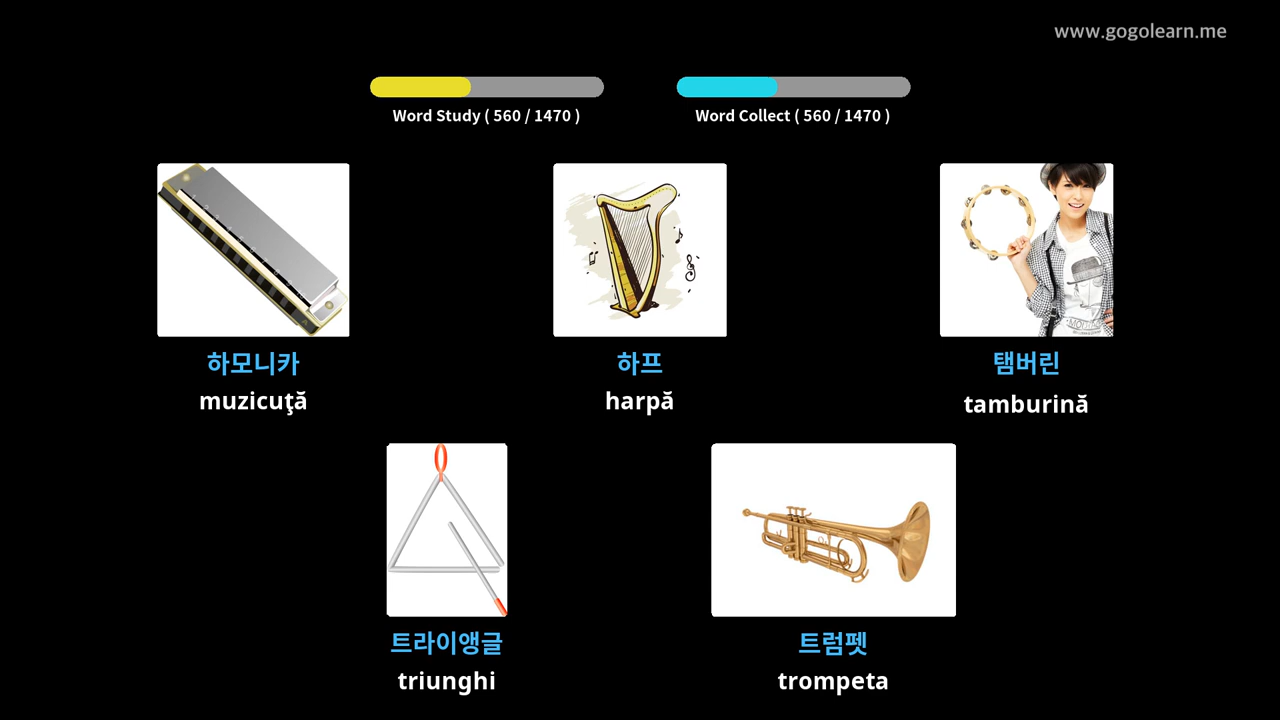 www.gogolearn.me
Word Study ( 560 / 1470 )
Word Collect ( 560 / 1470 )
하모니카
muzicuţă
하프
harpă
탬버린
tamburină
트라이앵글
triunghi
트럼펫
trompeta